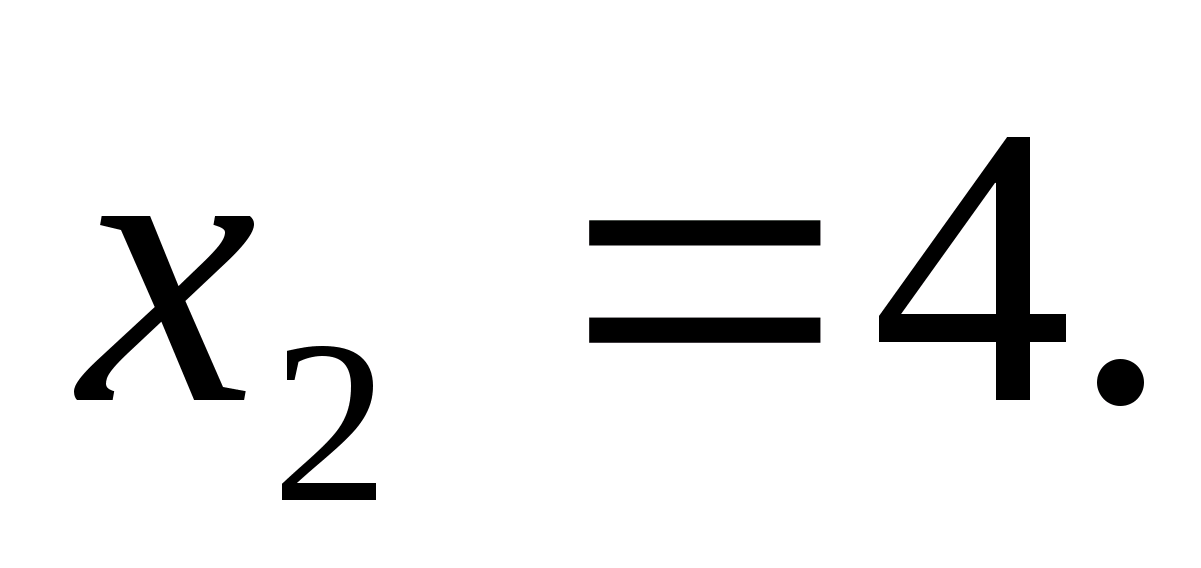 x₂ =4.